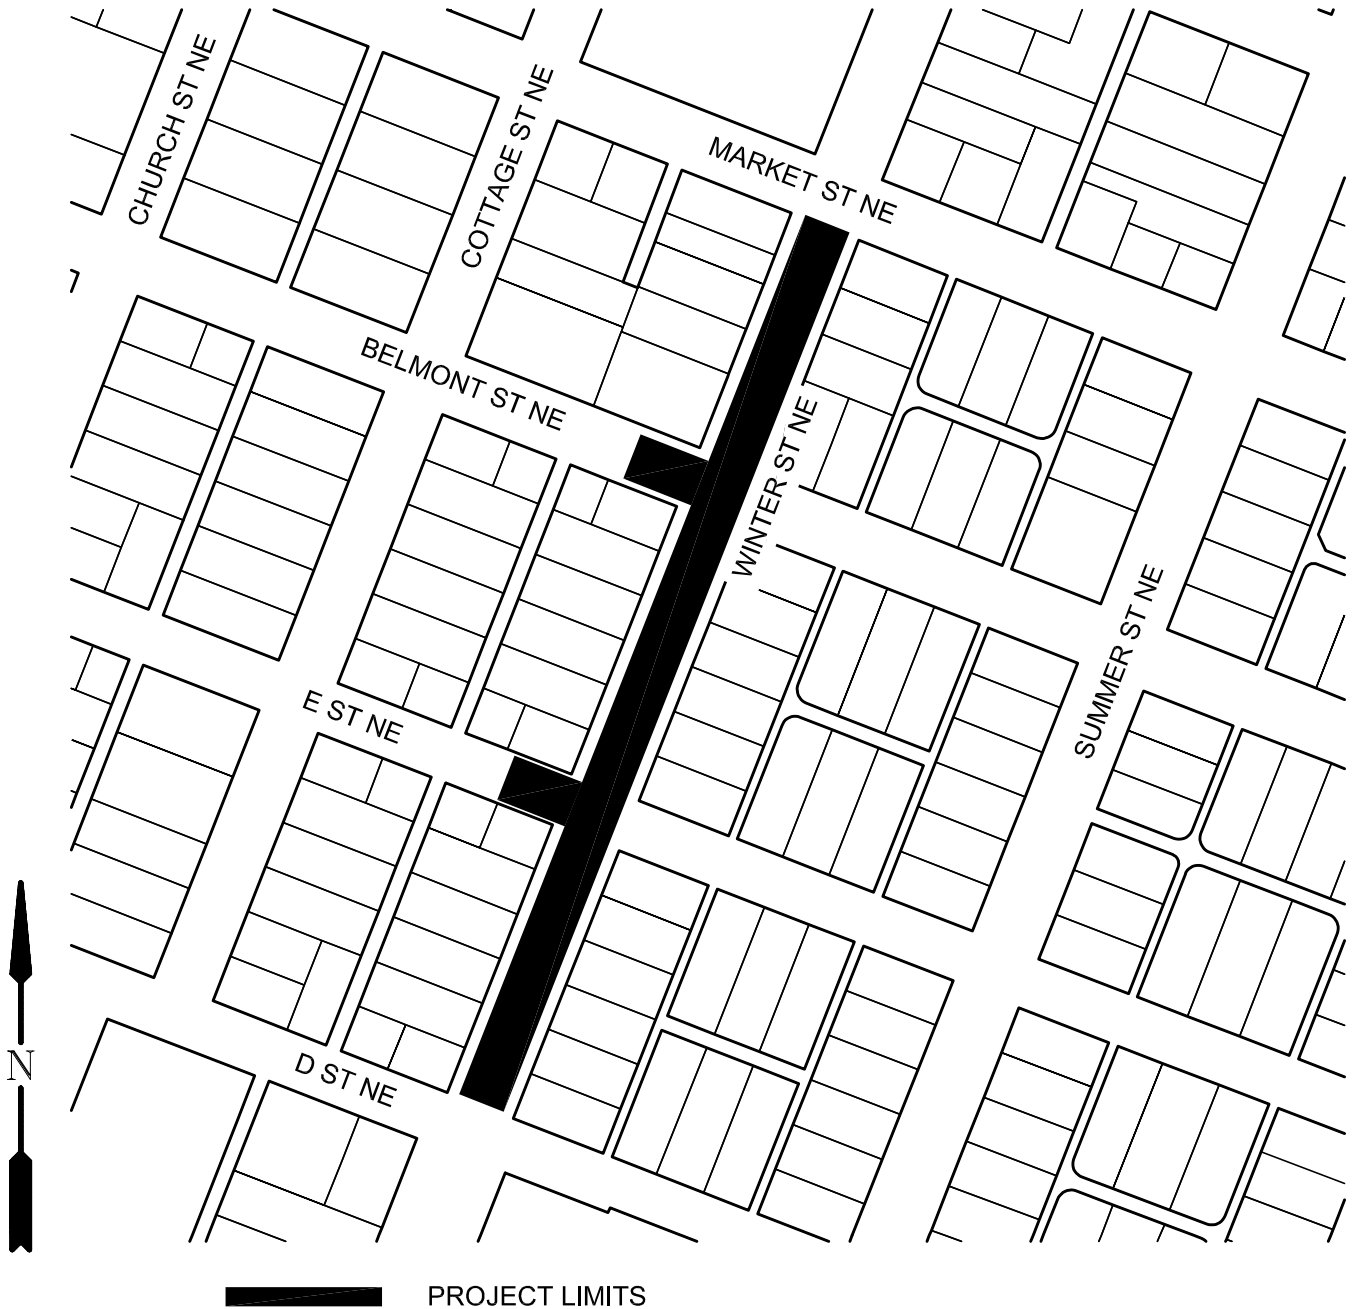 CHURCH ST NE
COTTAGE ST NE
MARKET ST NE
BELMONT ST NE
WINTER ST NE
SUMMER ST NE
E ST NE
D ST NE
N
PROJECT LIMITS